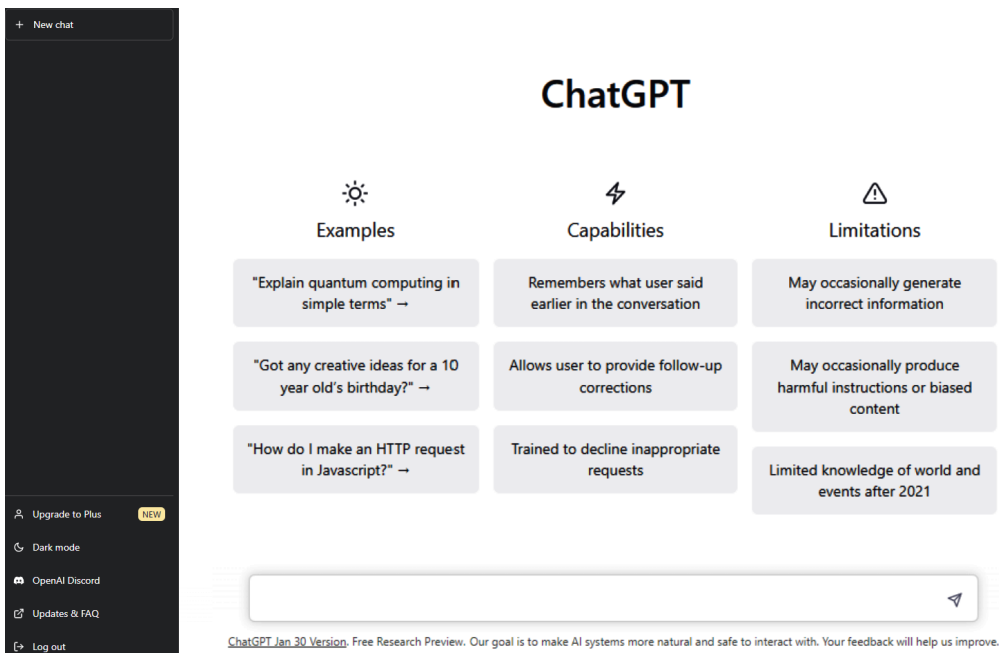 + New chat
Upgrade to Plus NEW
Dark mode
OpenAI Discord
Updates & FAQ
Log out
ChatGPT
Examples
"Explain quantum computing in
simple terms" →
"Got any creative ideas for a 10
year old's birthday?" →
"How do I make an HTTP request
in Javascript?" →
Capabilities
Remembers what user said
earlier in the conversation
Allows user to provide follow-up
corrections
Trained to decline inappropriate
requests
Limitations
May occasionally generate
incorrect information
May occasionally produce
harmful instructions or biased
content
Limited knowledge of world and
events after 2021
ChatGPT Jan 30 Version. Free Research Preview. Our goal is to make AI systems more natural and safe to interact with. Your feedback will help us improve.